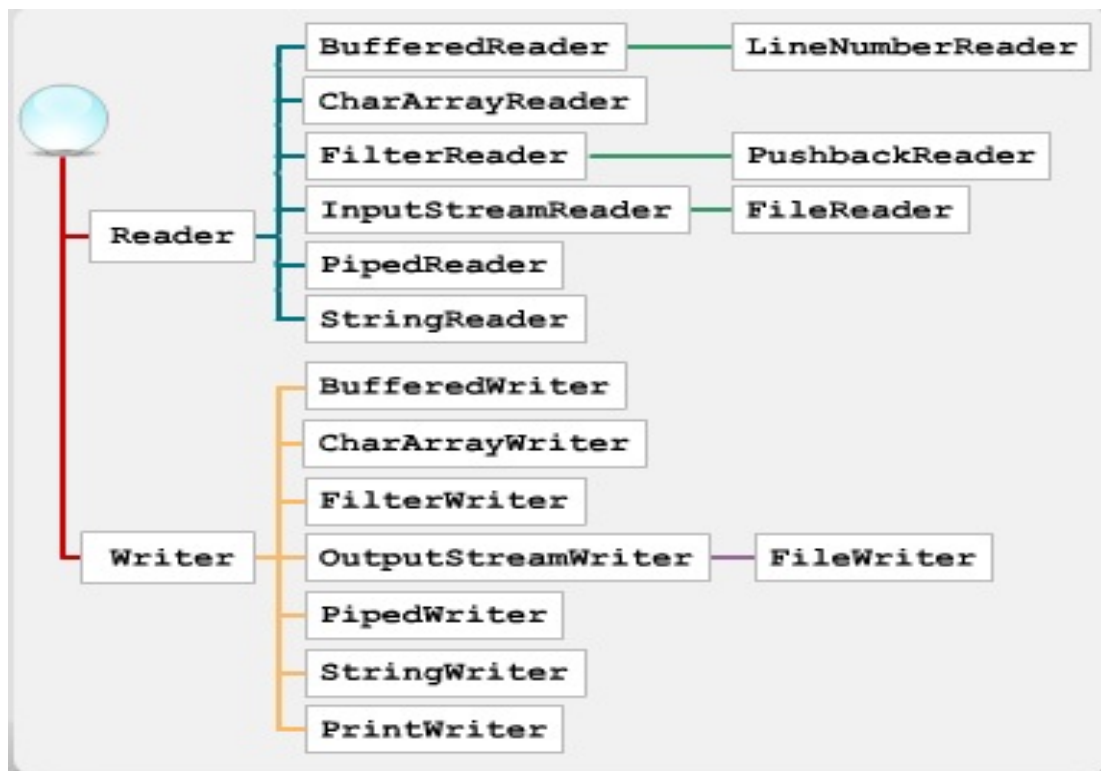 BufferedReader
LineNumberReader
CharArrayReader
FilterReader
PushbackReader
InputStreamReader
FileReader
Reader
PipedReader
StringReader
BufferedWriter
CharArrayWriter
FilterWriter
Writer
OutputStreamWriter
FileWriter
PipedWriter
StringWriter
PrintWriter